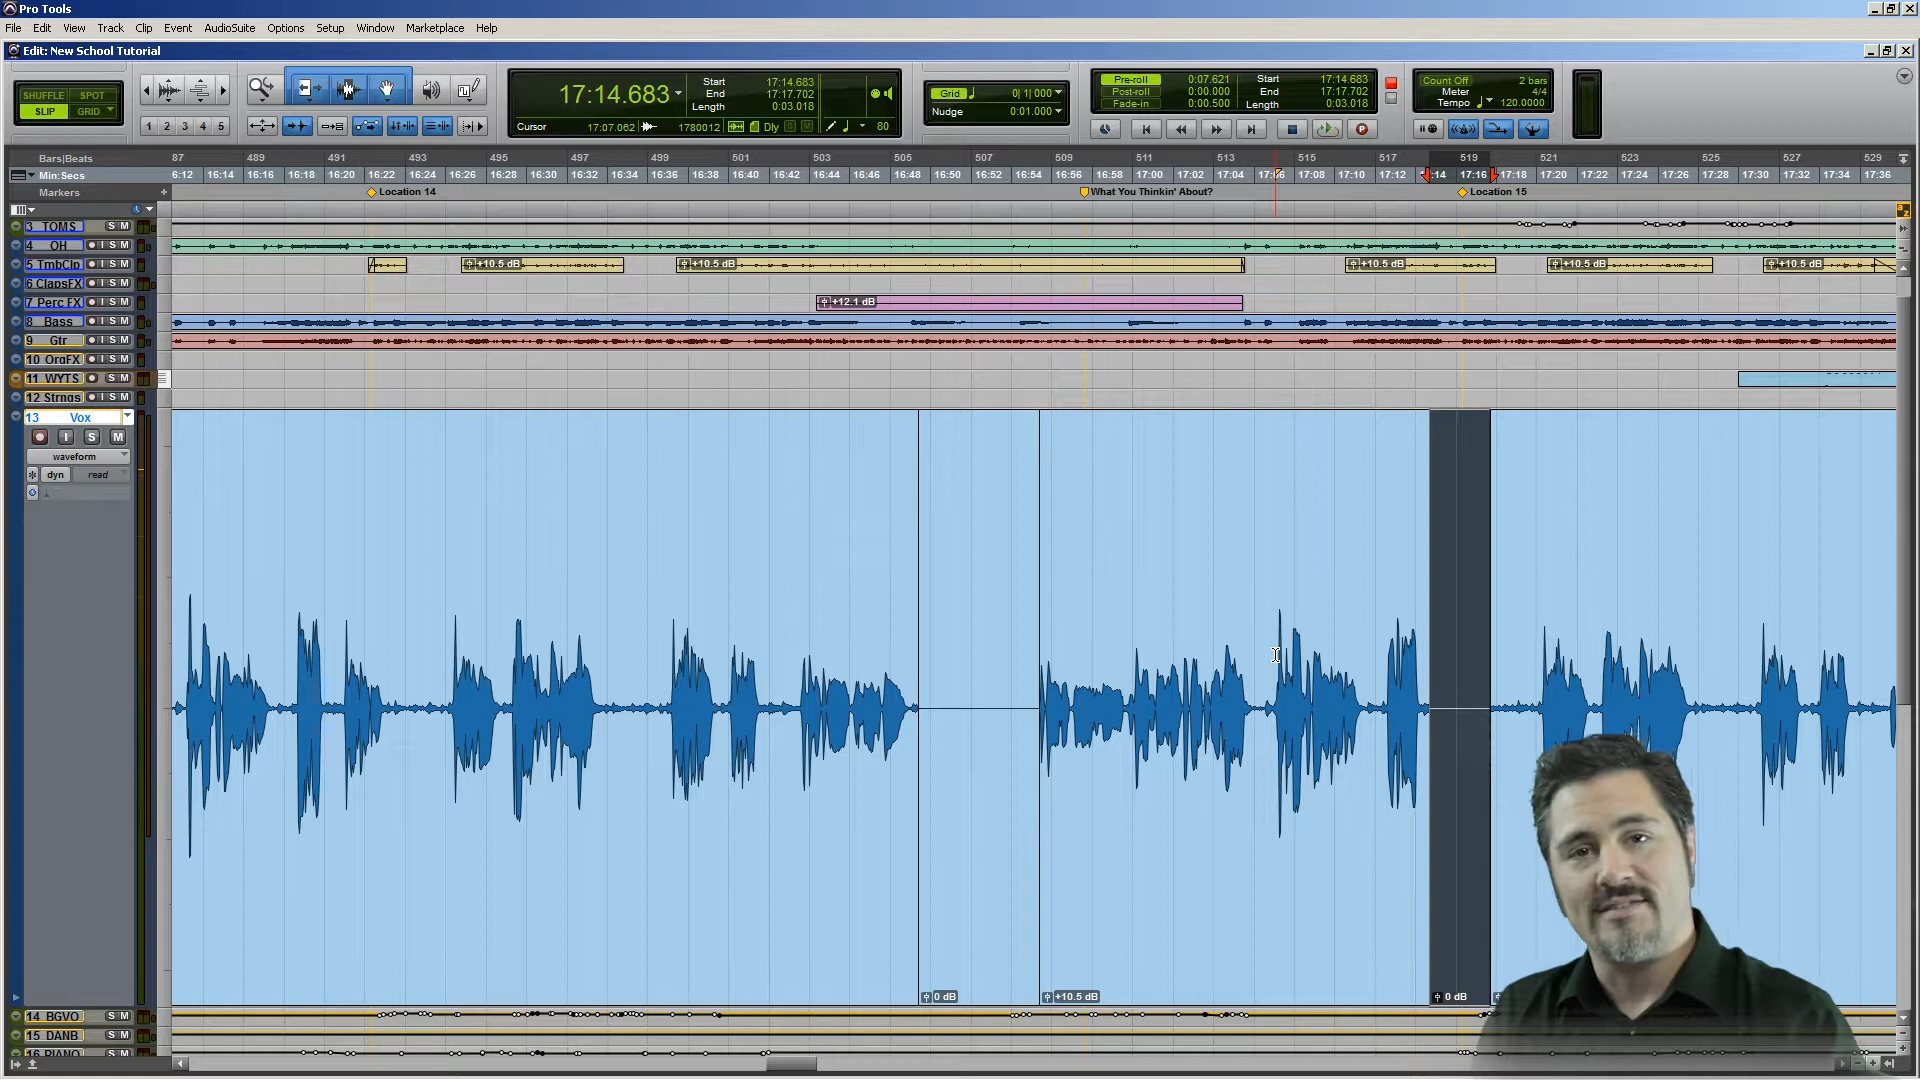 Pro Tools
File Edit View Track Clip Event AudioSuite Options Setup Window Marketplace Help
Edit: New School Tutorial
SHUFFLE SPOT
SLIP GRID
1 2 3 4 5
17:14.683
Start 17:14.683
End 17:17.702
Length 0:03.018
Cursor 17:07.062 1780012 Dly 80
Grid 0| 1| 000
Nudge 0:01.000
Pre-roll 0:07.621
Post-roll 0:00.000
Fade-in 0:00.500
Start 17:14.683
End 17:17.702
Length 0:03.018
Count Off 2 bars
Meter 4/4
Tempo 120.0000
Bars|Beats 87 489 491 493 495 497 499 501 503 505 507 509 511 513 515 517 519 521 523 525 527 529
Min:Secs 6:12 16:14 16:16 16:18 16:20 16:22 16:24 16:26 16:28 16:30 16:32 16:34 16:36 16:38 16:40 16:42 16:44 16:46 16:48 16:50 16:52 16:54 16:56 16:58 17:00 17:02 17:04 17:06 17:08 17:10 17:12 17:14 17:16 17:18 17:20 17:22 17:24 17:26 17:28 17:30 17:32 17:34 17:36
Markers Location 14 What You Thinkin' About? Location 15
3 TOMS S M
4 OH I S M
5 TmbClp I S M +10.5 dB +10.5 dB +10.5 dB +10.5 dB +10.5 dB
6 ClapsFX I S M
7 Perc FX I S M +12.1 dB
8 Bass I S M
9 Gtr I S M
10 OrgFX I S M
11 WYTS I S M
12 Strngs I S M
13 Vox
I S M
waveform
dyn read
0 dB +10.5 dB 0 dB
14 BGVO S M
15 DANB S M
16 PIANO S M